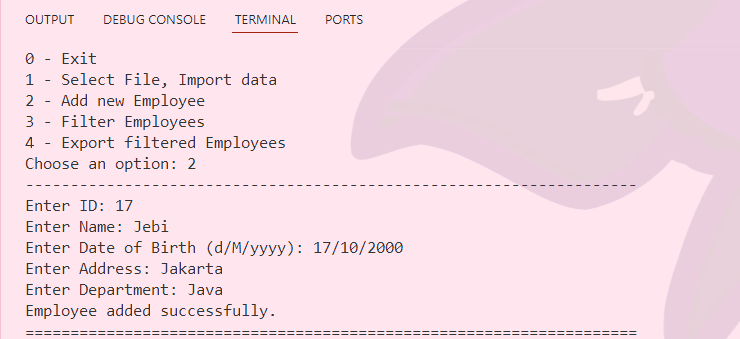 OUTPUT DEBUG CONSOLE TERMINAL PORTS
0 - Exit
1 - Select File, Import data
2 - Add new Employee
3 - Filter Employees
4 - Export filtered Employees
Choose an option: 2
--------------------------------------------------------------------
Enter ID: 17
Enter Name: Jebi
Enter Date of Birth (d/M/yyyy): 17/10/2000
Enter Address: Jakarta
Enter Department: Java
Employee added successfully.
====================================================================